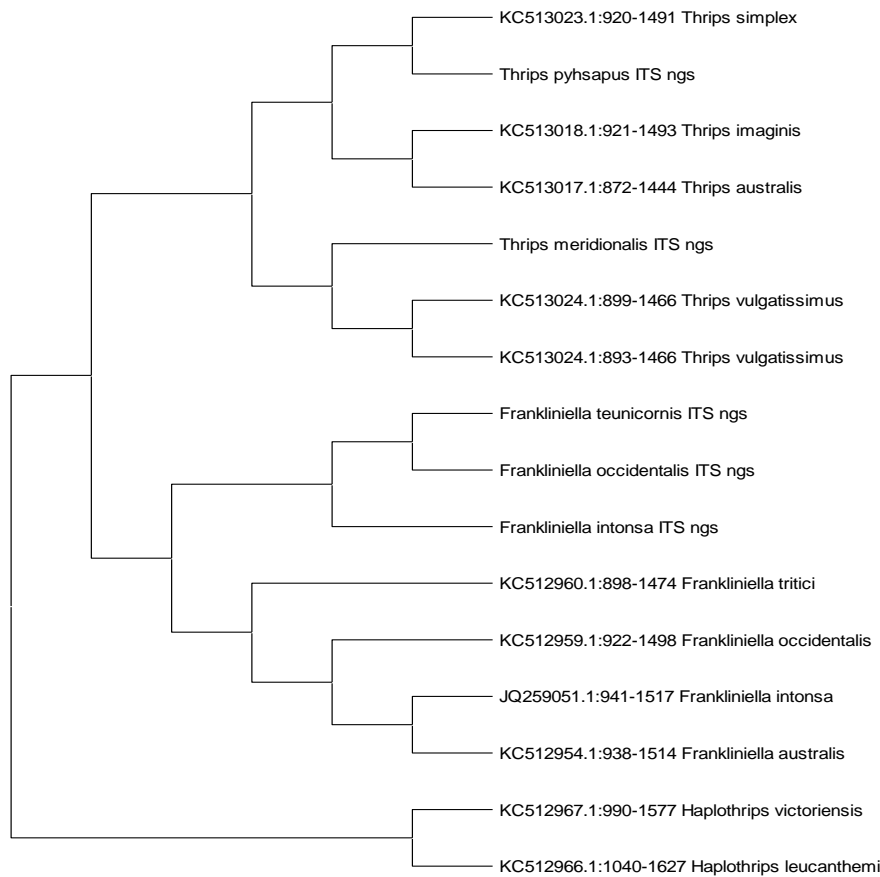 KC513023.1:920-1491 Thrips simplex
Thrips pyhsapus ITS ngs
KC513018.1:921-1493 Thrips imaginis
KC513017.1:872-1444 Thrips australis
Thrips meridionalis ITS ngs
KC513024.1:899-1466 Thrips vulgatissimus
KC513024.1:893-1466 Thrips vulgatissimus
Frankliniella teunicornis ITS ngs
Frankliniella occidentalis ITS ngs
Frankliniella intonsa ITS ngs
KC512960.1:898-1474 Frankliniella tritici
KC512959.1:922-1498 Frankliniella occidentalis
JQ259051.1:941-1517 Frankliniella intonsa
KC512954.1:938-1514 Frankliniella australis
KC512967.1:990-1577 Haplothrips victoriensis
KC512966.1:1040-1627 Haplothrips leucanthemi